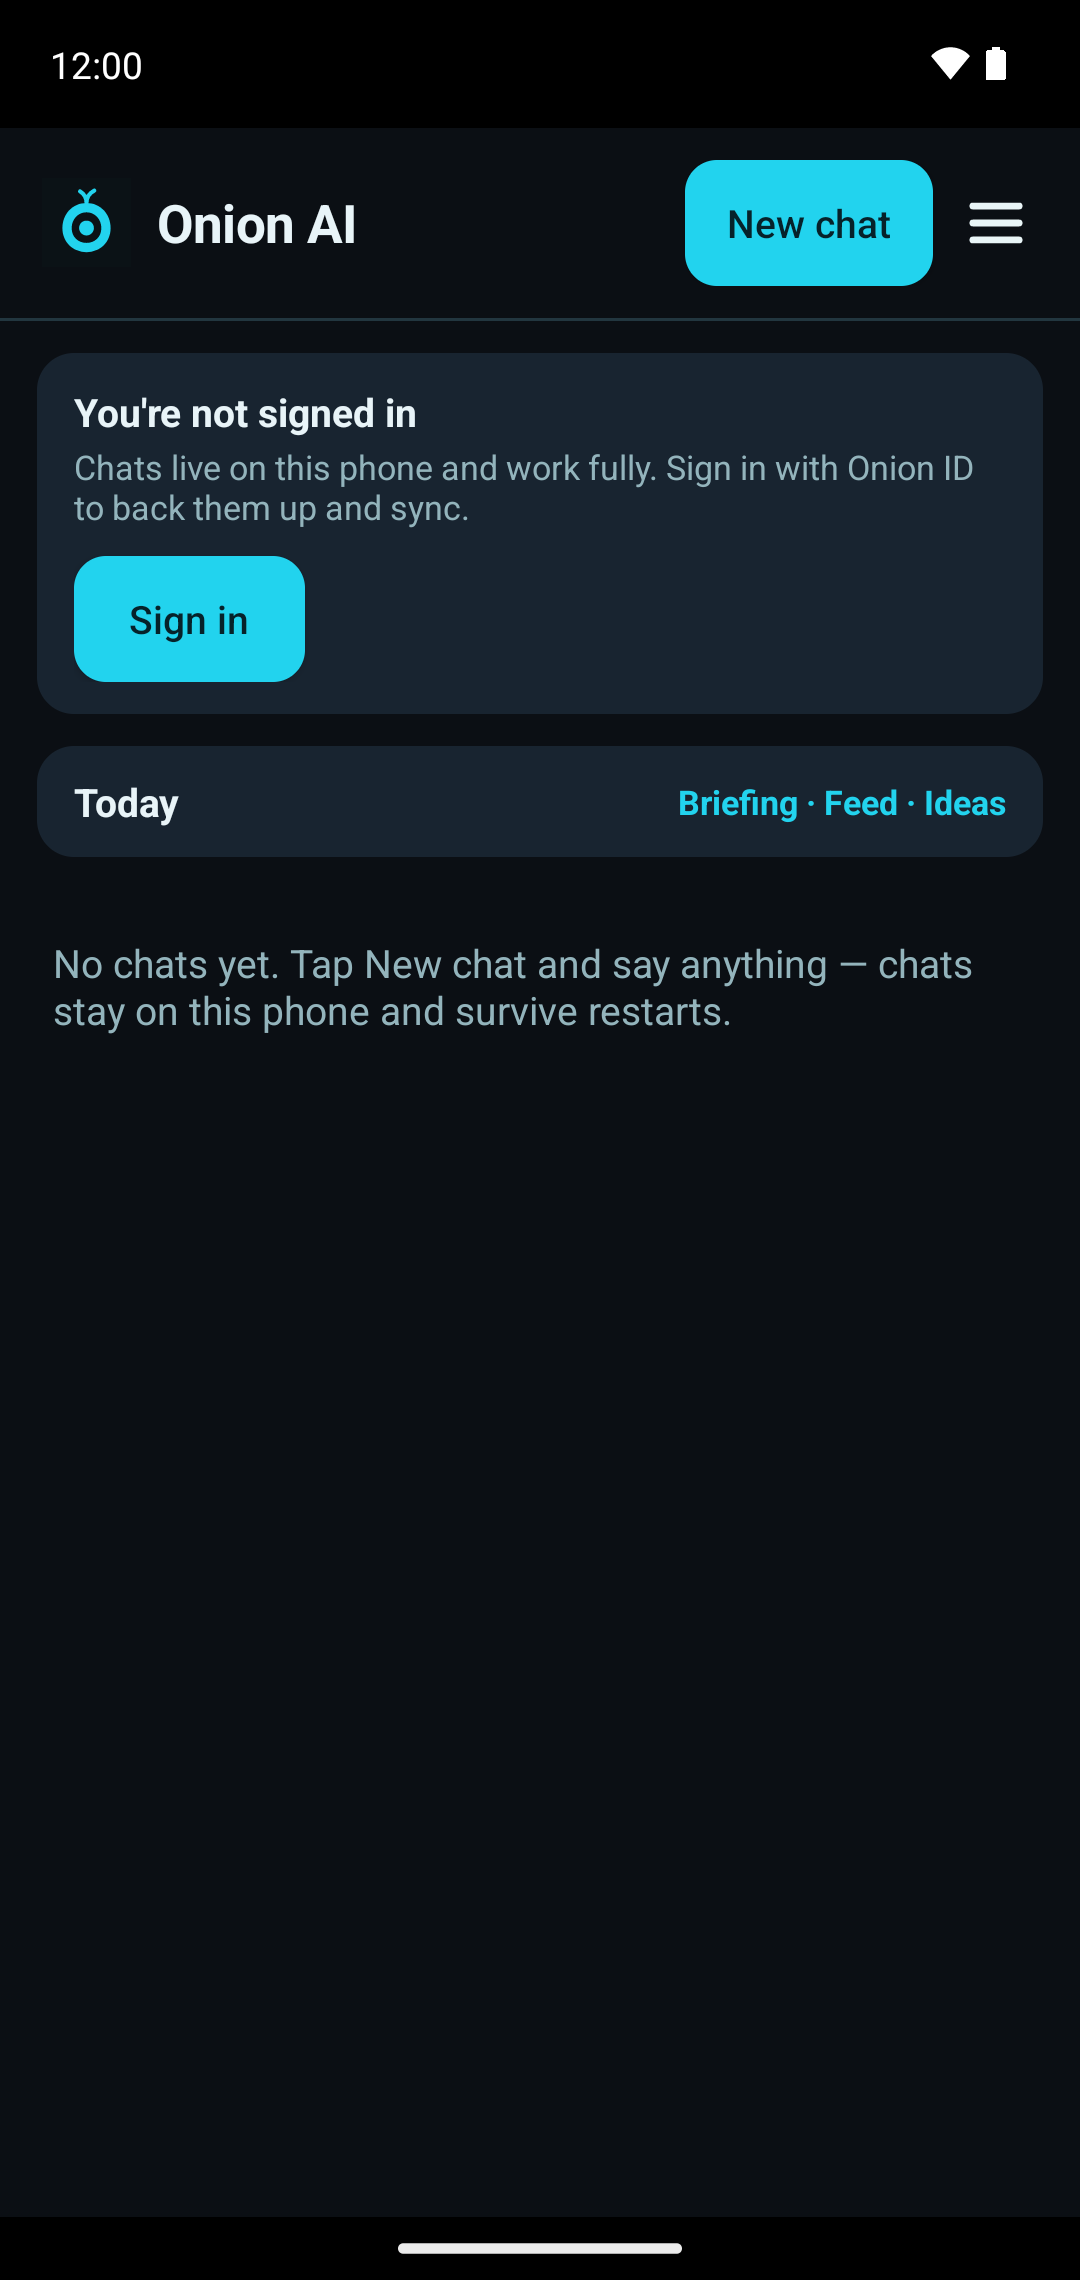 12:00
Onion AI
New chat
You're not signed in
Chats live on this phone and work fully. Sign in with Onion ID
to back them up and sync.
Sign in
Today
Briefing · Feed · Ideas
No chats yet. Tap New chat and say anything — chats
stay on this phone and survive restarts.